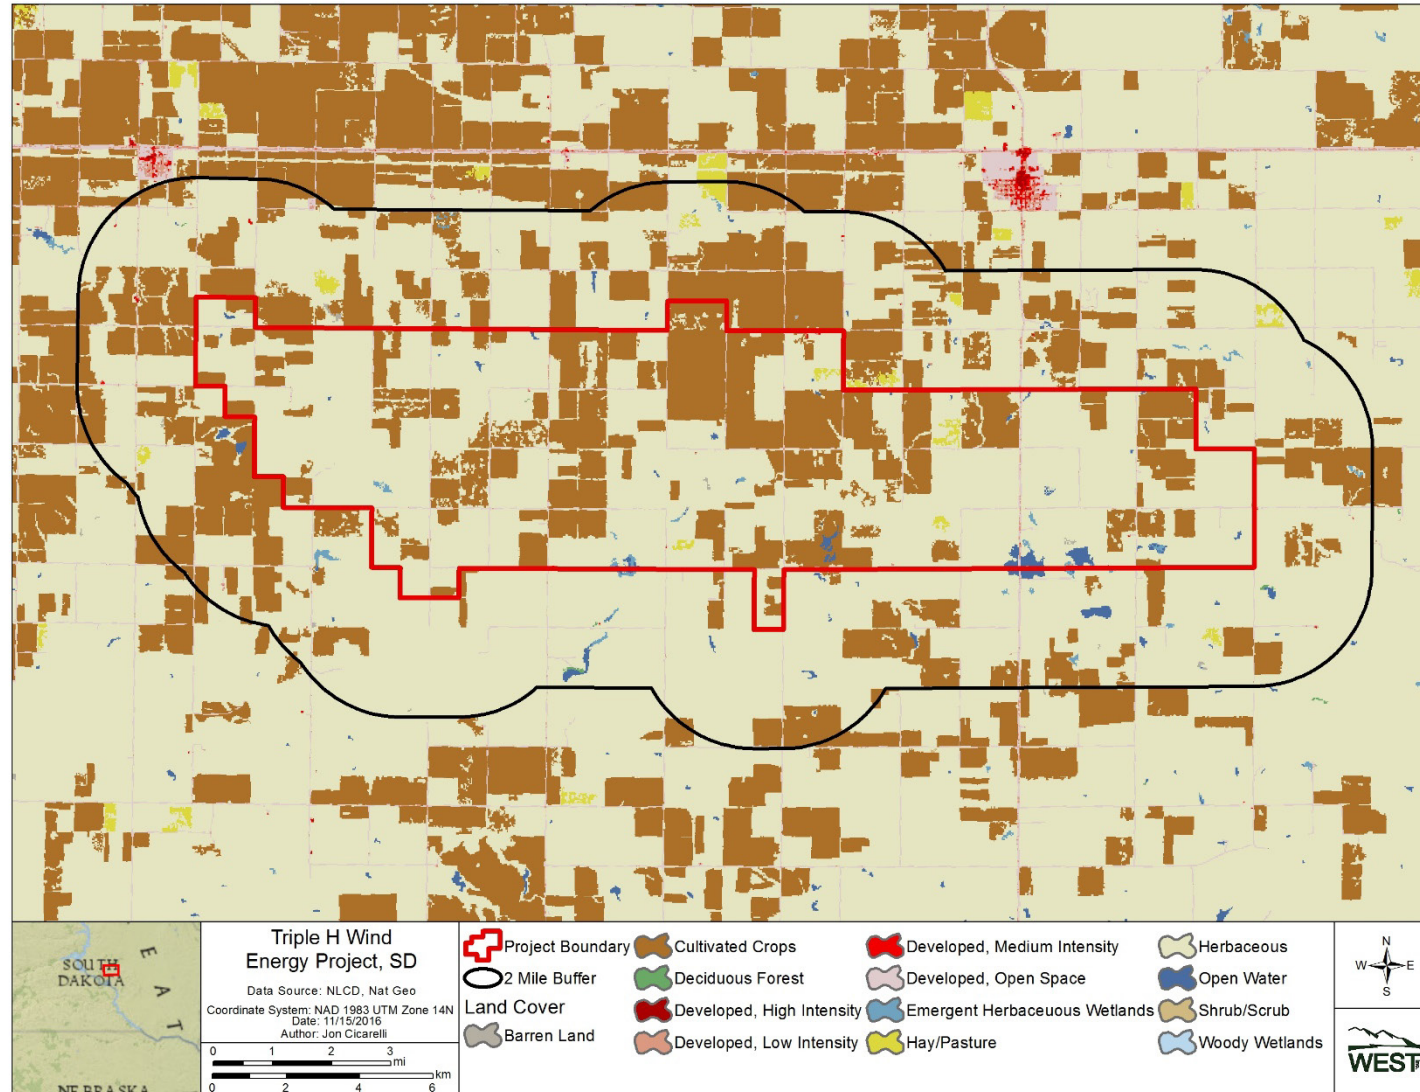 SOUTH
DAKOTA
E
A
T
NEBRASKA
Triple H Wind
Energy Project, SD
Data Source: NLCD, Nat Geo
Coordinate System: NAD 1983 UTM Zone 14N
Date: 11/15/2016
Author: Jon Cicarelli
0 1 2 3
mi
km
0 2 4 6
Project Boundary
2 Mile Buffer
Land Cover
Barren Land
Cultivated Crops
Deciduous Forest
Developed, High Intensity
Developed, Low Intensity
Developed, Medium Intensity
Developed, Open Space
Emergent Herbaceuous Wetlands
Hay/Pasture
Herbaceous
Open Water
Shrub/Scrub
Woody Wetlands
N
W E
S
WEST